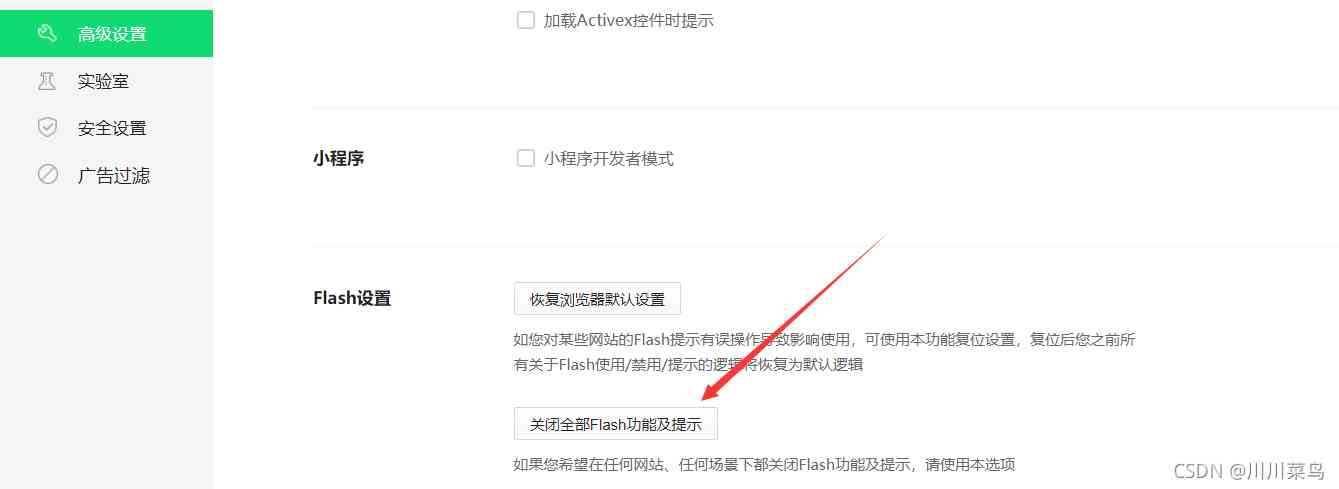 加载Activex控件时提示
高级设置
实验室
安全设置
广告过滤
小程序
小程序开发者模式
Flash设置
恢复浏览器默认设置
如您对某些网站的Flash提示有误操作导致影响使用，可使用本功能复位设置，复位后您之前所
有关于Flash使用/禁用/提示的逻辑将恢复为默认逻辑
关闭全部Flash功能及提示
如果您希望在任何网站、任何场景下都关闭Flash功能及提示，请使用本选项
CSDN @川川菜鸟